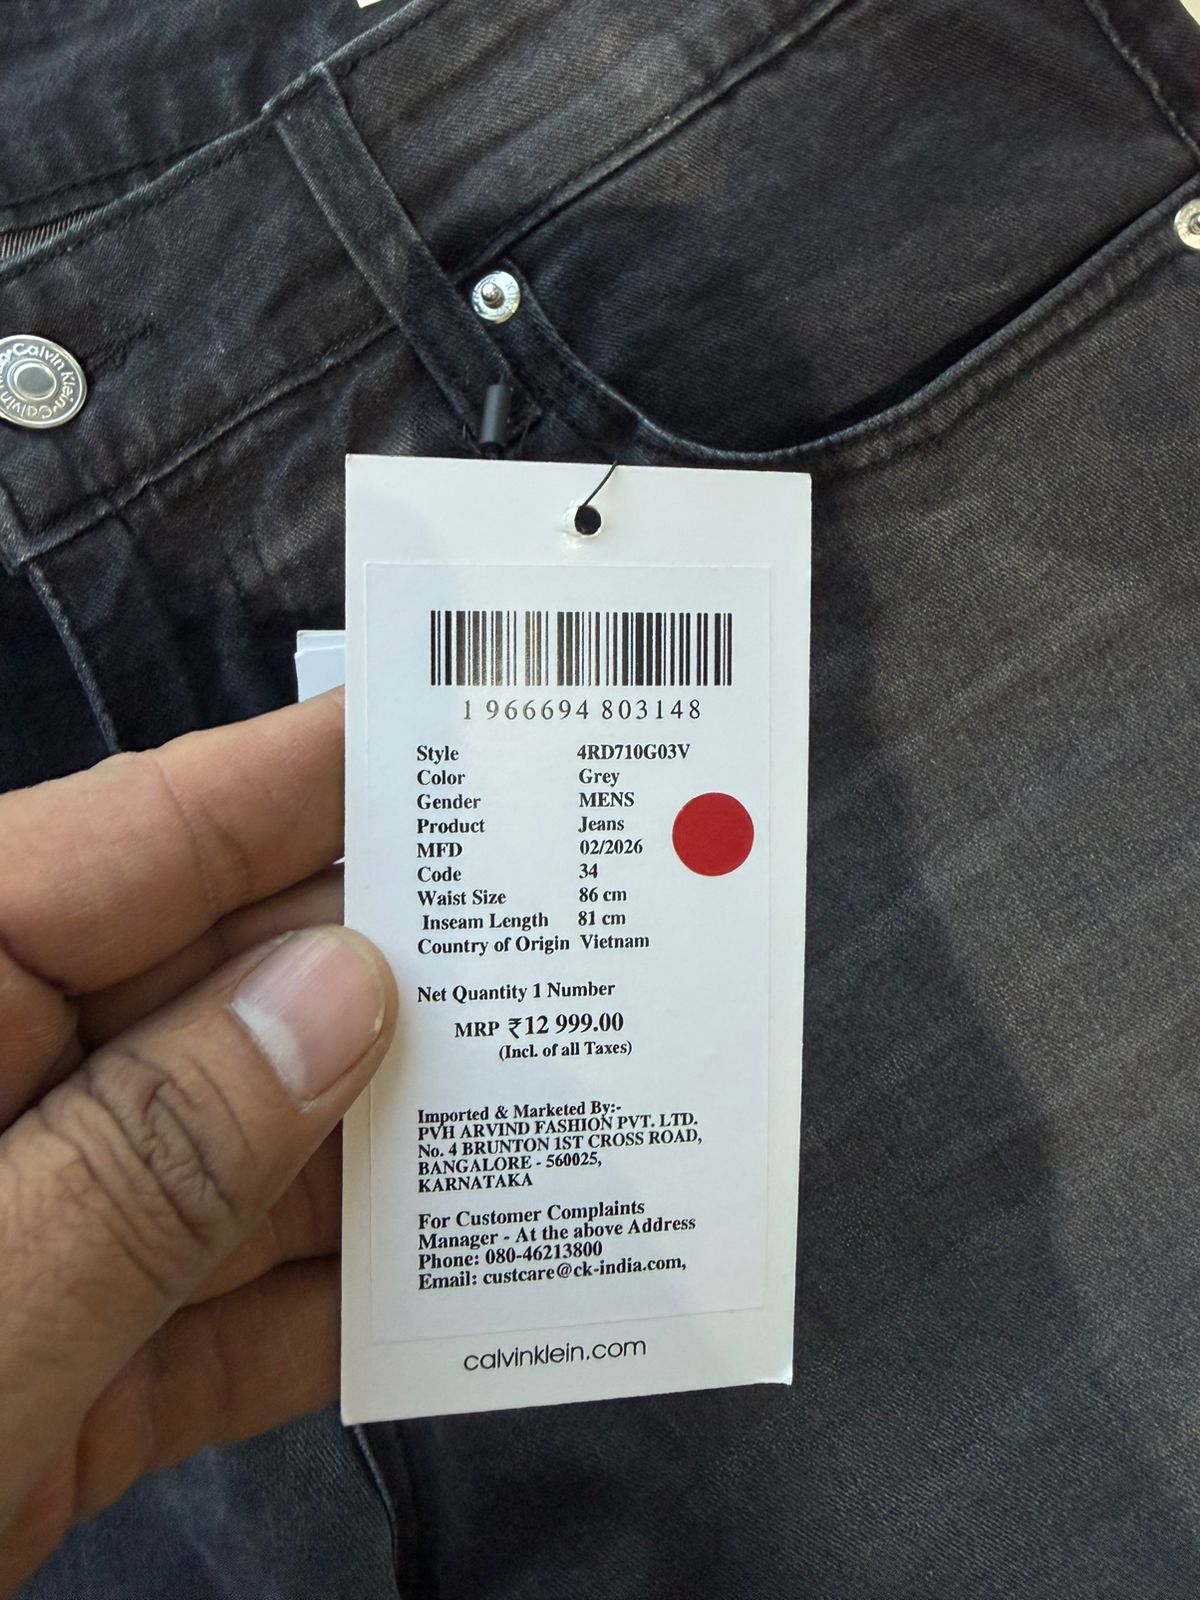 Calvin Klein
Calvin
1 966694 803148
Style 4RD710G03V
Color Grey
Gender MENS
Product Jeans
MFD 02/2026
Code 34
Waist Size 86 cm
Inseam Length 81 cm
Country of Origin Vietnam
Net Quantity 1 Number
MRP ₹12 999.00
(Incl. of all Taxes)
Imported & Marketed By:-
PVH ARVIND FASHION PVT. LTD.
No. 4 BRUNTON 1ST CROSS ROAD,
BANGALORE - 560025,
KARNATAKA
For Customer Complaints
Manager - At the above Address
Phone: 080-46213800
Email: custcare@ck-india.com,
calvinklein.com